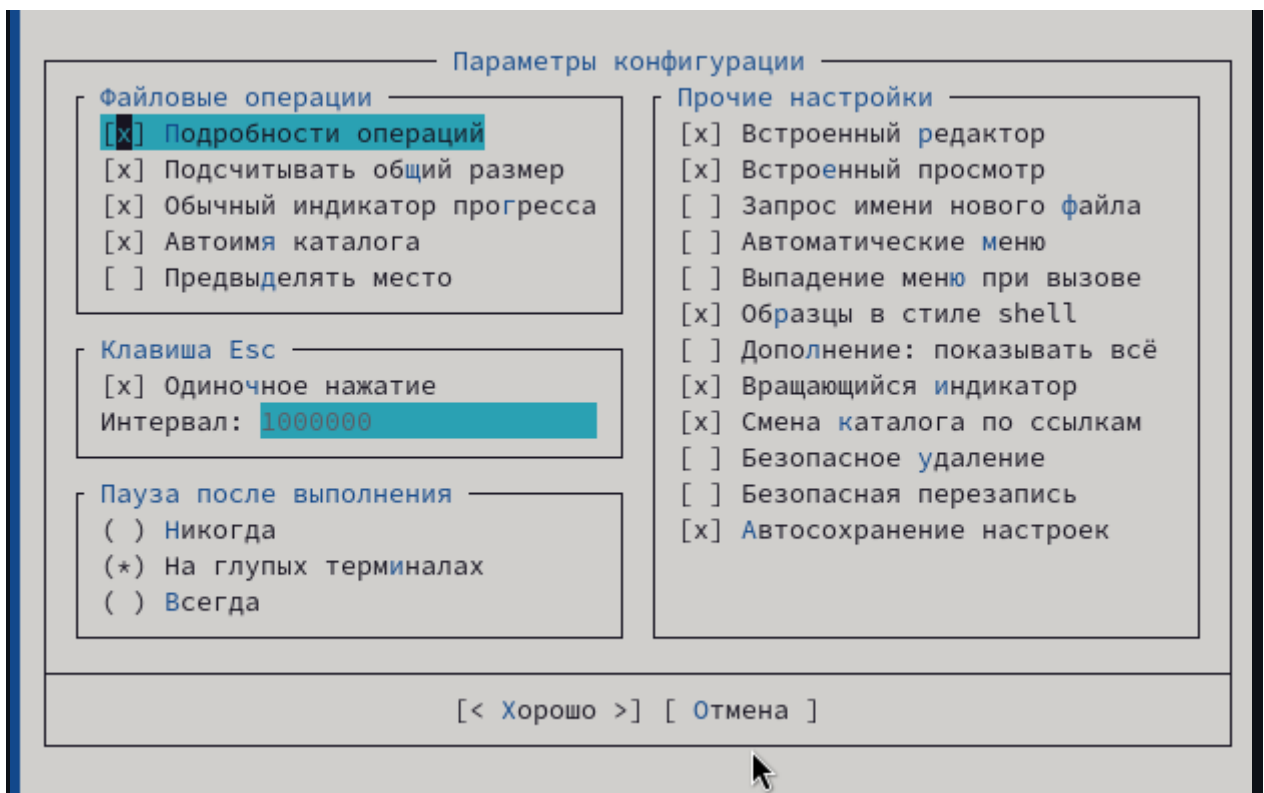 Параметры конфигурации
Файловые операции
[x] Подробности операций
[x] Подсчитывать общий размер
[x] Обычный индикатор прогресса
[x] Автоимя каталога
[ ] Предвыделять место
Клавиша Esc
[x] Одиночное нажатие
Интервал: 1000000
Пауза после выполнения
( ) Никогда
(*) На глупых терминалах
( ) Всегда
Прочие настройки
[x] Встроенный редактор
[x] Встроенный просмотр
[ ] Запрос имени нового файла
[ ] Автоматические меню
[ ] Выпадение меню при вызове
[x] Образцы в стиле shell
[ ] Дополнение: показывать всё
[x] Вращающийся индикатор
[x] Смена каталога по ссылкам
[ ] Безопасное удаление
[ ] Безопасная перезапись
[x] Автосохранение настроек
[< Хорошо >] [ Отмена ]